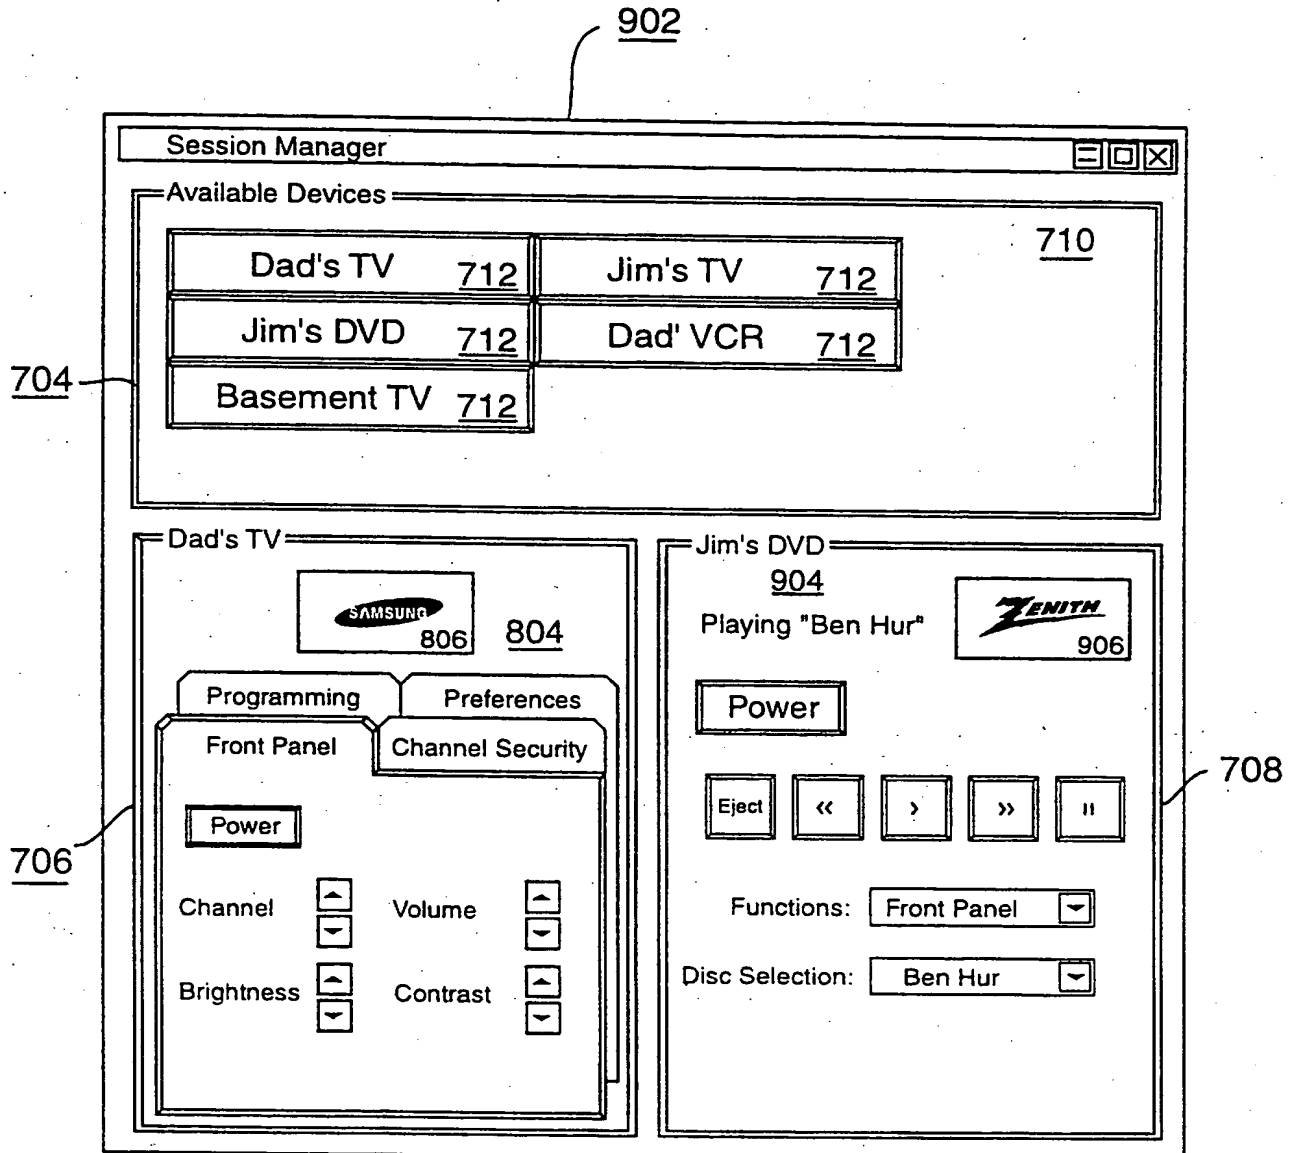 902
Session Manager
Available Devices
710
Dad's TV 712
Jim's TV 712
Jim's DVD 712
Dad' VCR 712
704
Basement TV 712
Dad's TV
SAMSUNG
806
804
Programming
Preferences
Front Panel
Channel Security
Power
706
Channel
Volume
Brightness
Contrast
Jim's DVD
904
Playing "Ben Hur"
ZENITH
906
Power
708
Eject « > » II
Functions: Front Panel
Disc Selection: Ben Hur